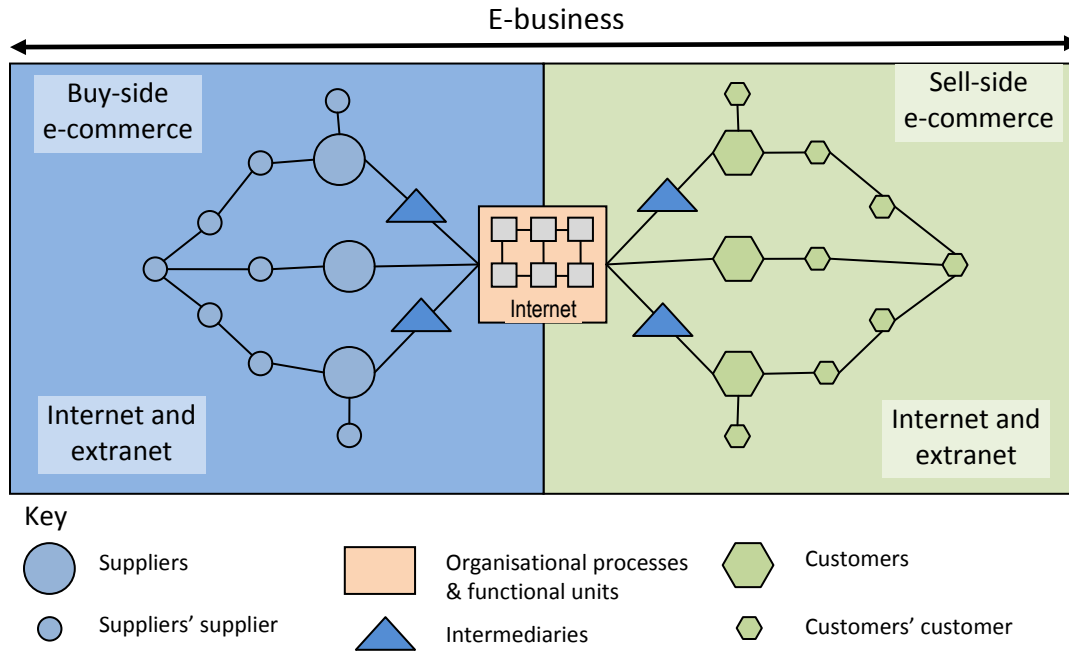 E-business
Buy-side
e-commerce
Sell-side
e-commerce
Internet
Internet and
extranet
Internet and
extranet
Key
Suppliers
Organisational processes
& functional units
Customers
Suppliers’ supplier
Intermediaries
Customers’ customer